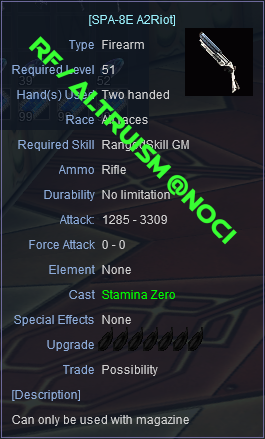 [SPA-8E A2Riot]
Type Firearm
Required Level 51
Hand(s) Used Two handed
Race All races
Required Skill RangedSkill GM
Ammo Rifle
Durability No limitation
Attack: 1285 - 3309
Force Attack 0 - 0
Element None
Cast Stamina Zero
Special Effects None
Upgrade
Trade Possibility
[Description]
Can only be used with magazine
RF / ALTRUISM @NOCI